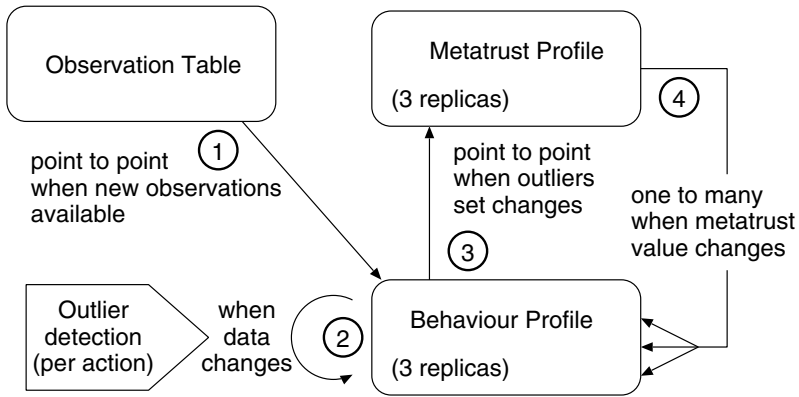 Observation Table
Metatrust Profile
(3 replicas)
4
1
point to point
when new observations
available
point to point
when outliers
set changes
3
one to many
when metatrust
value changes
Outlier
detection
(per action)
when
data
changes
2
Behaviour Profile
(3 replicas)